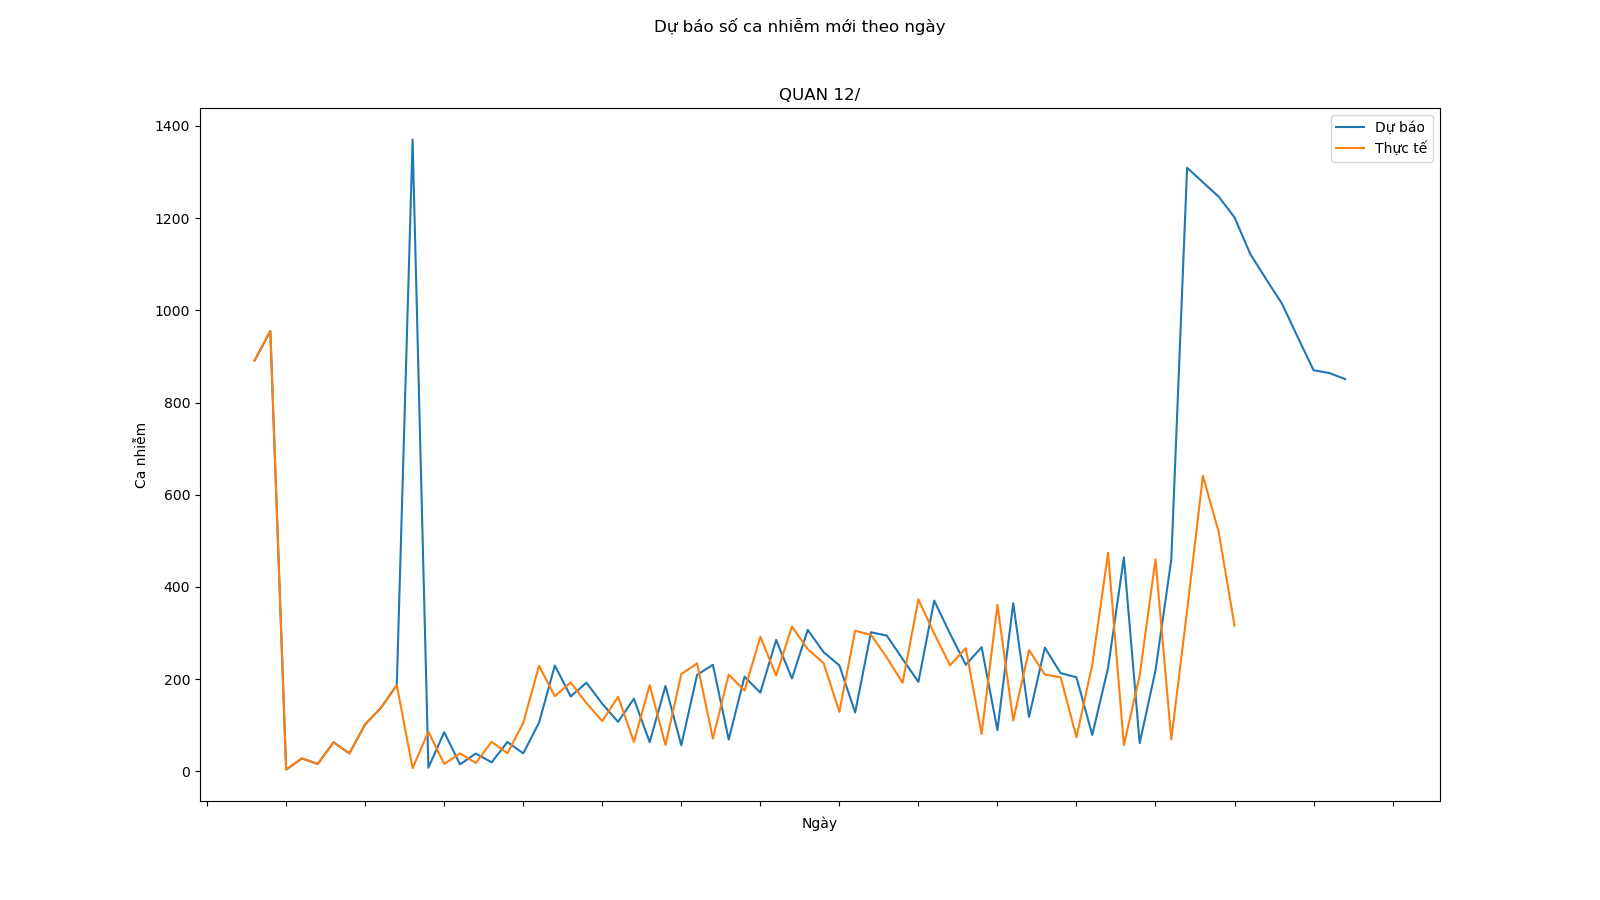 Dự báo số ca nhiễm mới theo ngày
QUAN 12/
Dự báo
Thực tế
1400
1200
1000
800
600
400
200
0
Ca nhiễm
Ngày